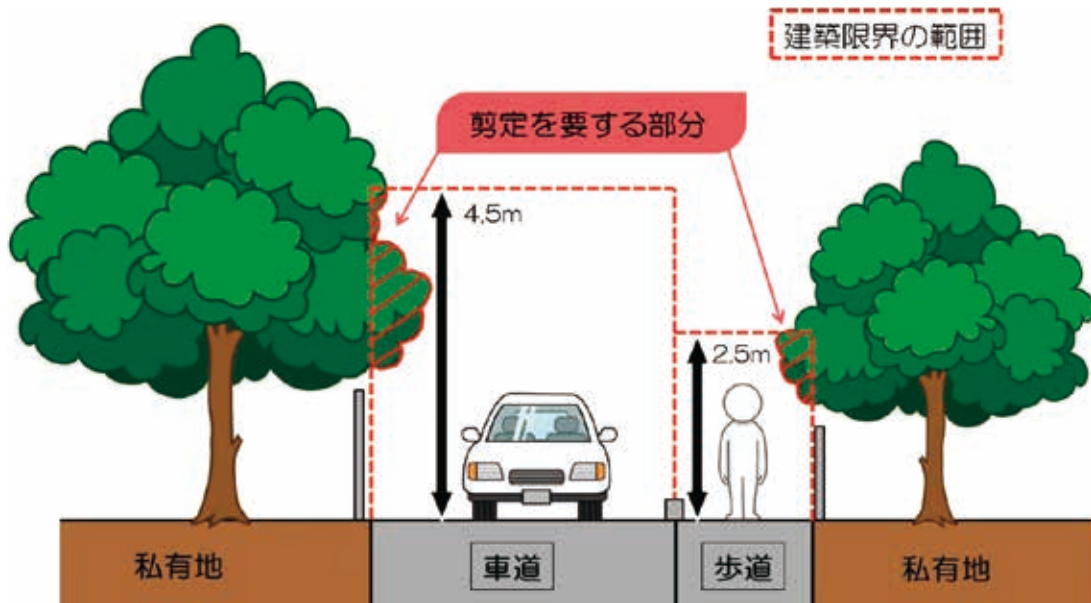 建築限界の範囲
剪定を要する部分
4.5m
2.5m
私有地
車道
歩道
私有地